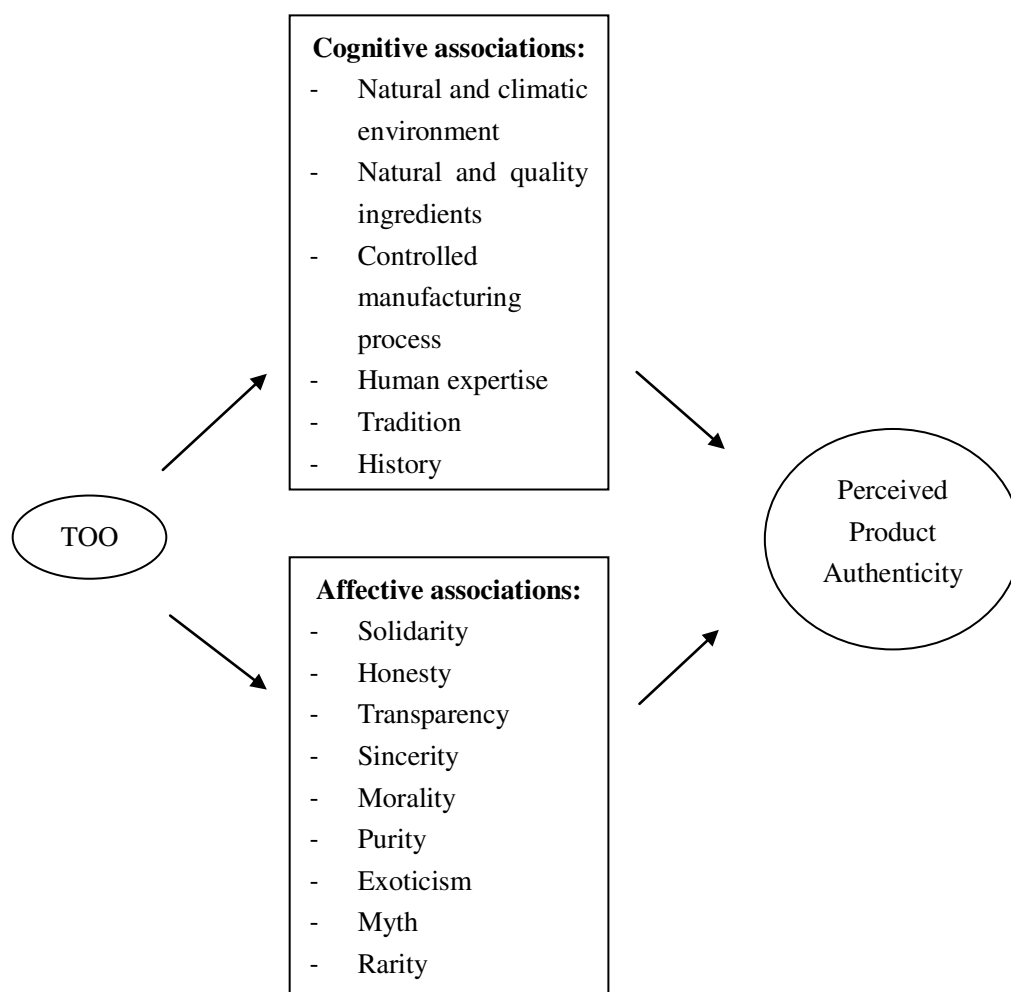 Cognitive associations:
- Natural and climatic
environment
- Natural and quality
ingredients
- Controlled
manufacturing
process
- Human expertise
- Tradition
- History
TOO
Perceived
Product
Authenticity
Affective associations:
- Solidarity
- Honesty
- Transparency
- Sincerity
- Morality
- Purity
- Exoticism
- Myth
- Rarity